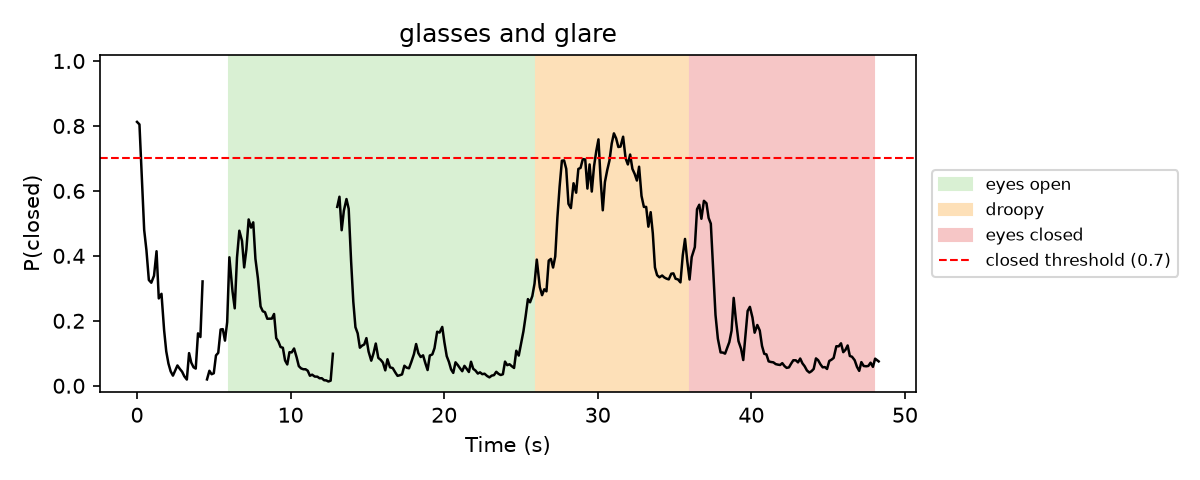 glasses and glare
P(closed)
1.0
0.8
0.6
0.4
0.2
0.0
0 10 20 30 40 50
Time (s)
eyes open
droopy
eyes closed
closed threshold (0.7)